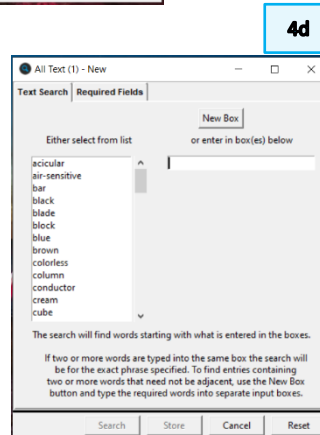 4d
All Text (1) - New
Text Search Required Fields
New Box
Either select from list or enter in box(es) below
acicular
air-sensitive
bar
black
blade
block
blue
brown
colorless
column
conductor
cream
cube
The search will find words starting with what is entered in the boxes.
If two or more words are typed into the same box the search will
be for the exact phrase specified. To find entries containing
two or more words that need not be adjacent, use the New Box
button and type the required words into separate input boxes.
Search Store Cancel Reset